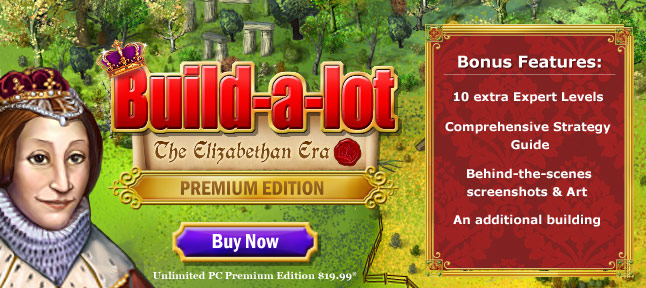 Build-a-lot
The Elizabethan Era
PREMIUM EDITION
Buy Now
Unlimited PC Premium Edition $19.99*
Bonus Features:
10 extra Expert Levels
Comprehensive Strategy
Guide
Behind-the-scenes
screenshots & Art
An additional building